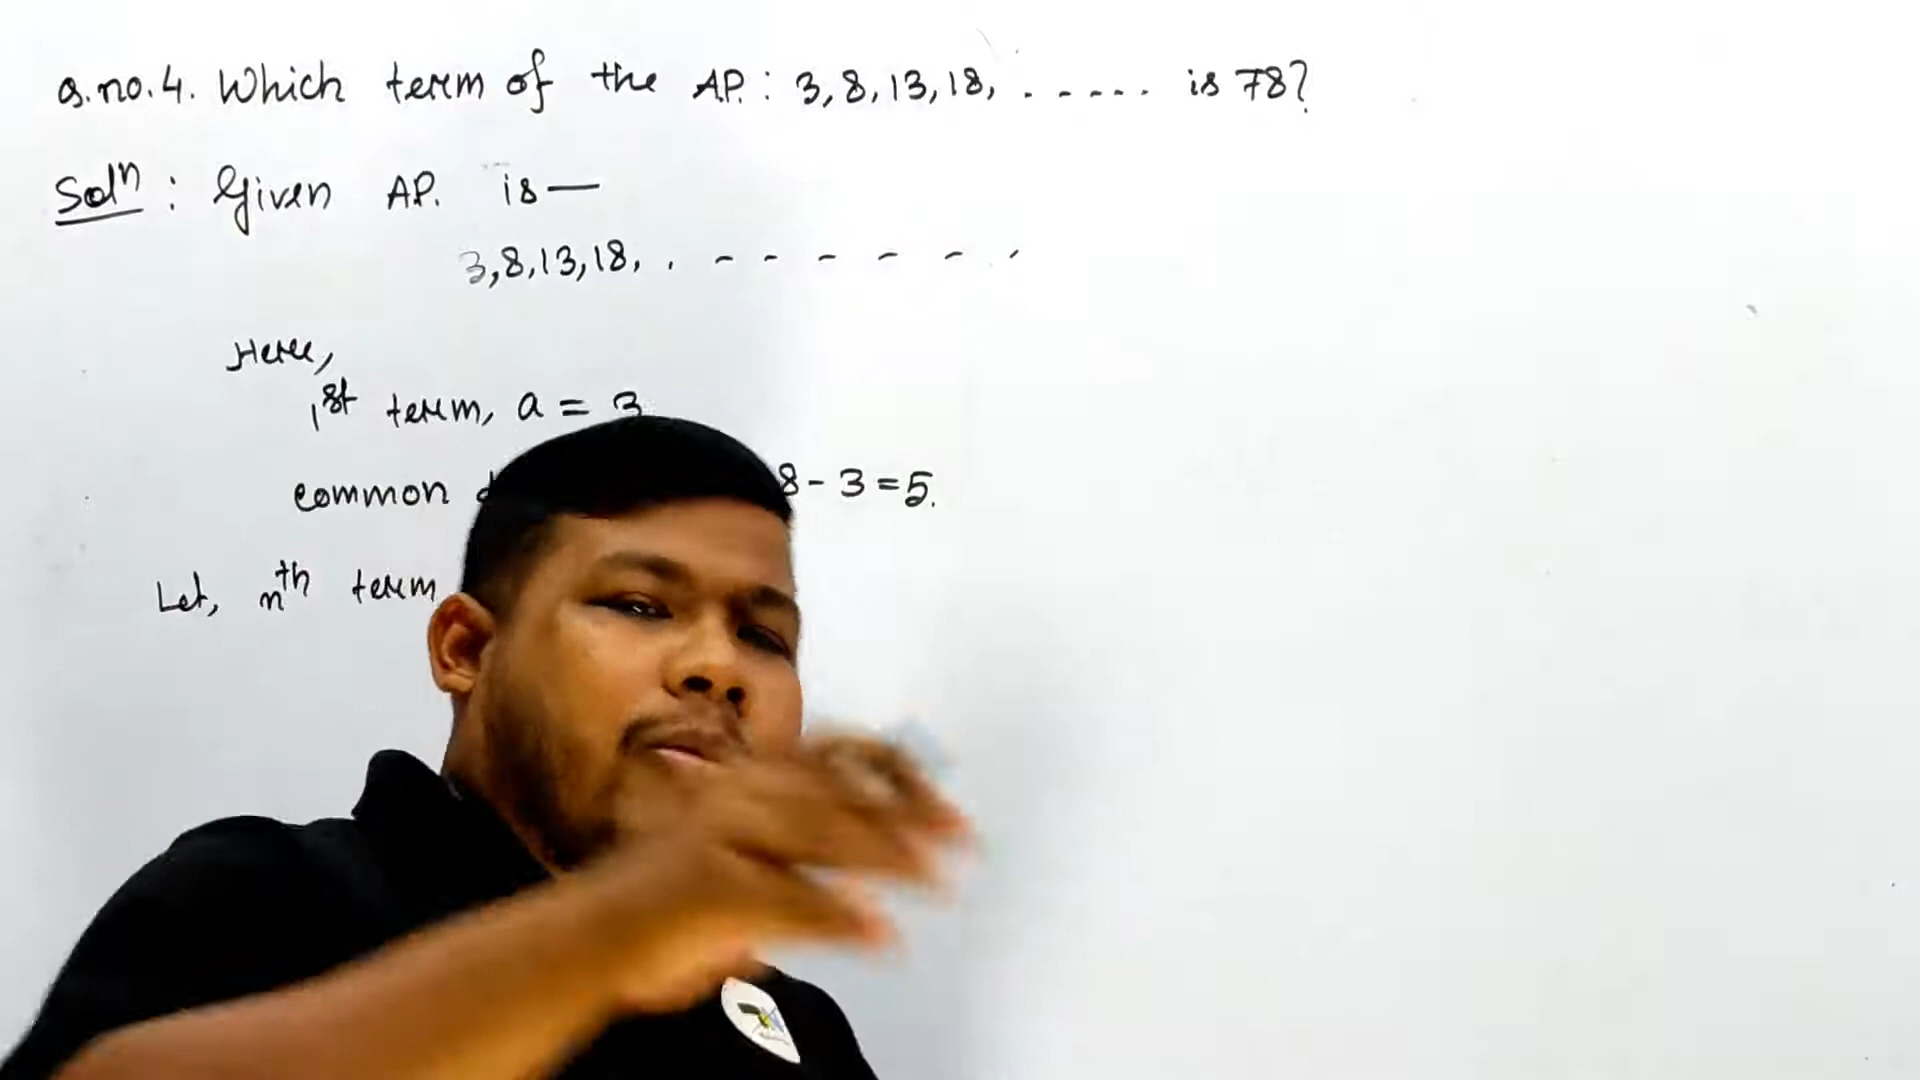 Q.no.4. Which term of the A.P. : 3, 8, 13, 18, . - - - - . is 78?
Solⁿ : Given A.P. is —
3, 8, 13, 18, . - - - - - .
Here,
1st term, a = 3
common 8 - 3 = 5.
Let, nth term